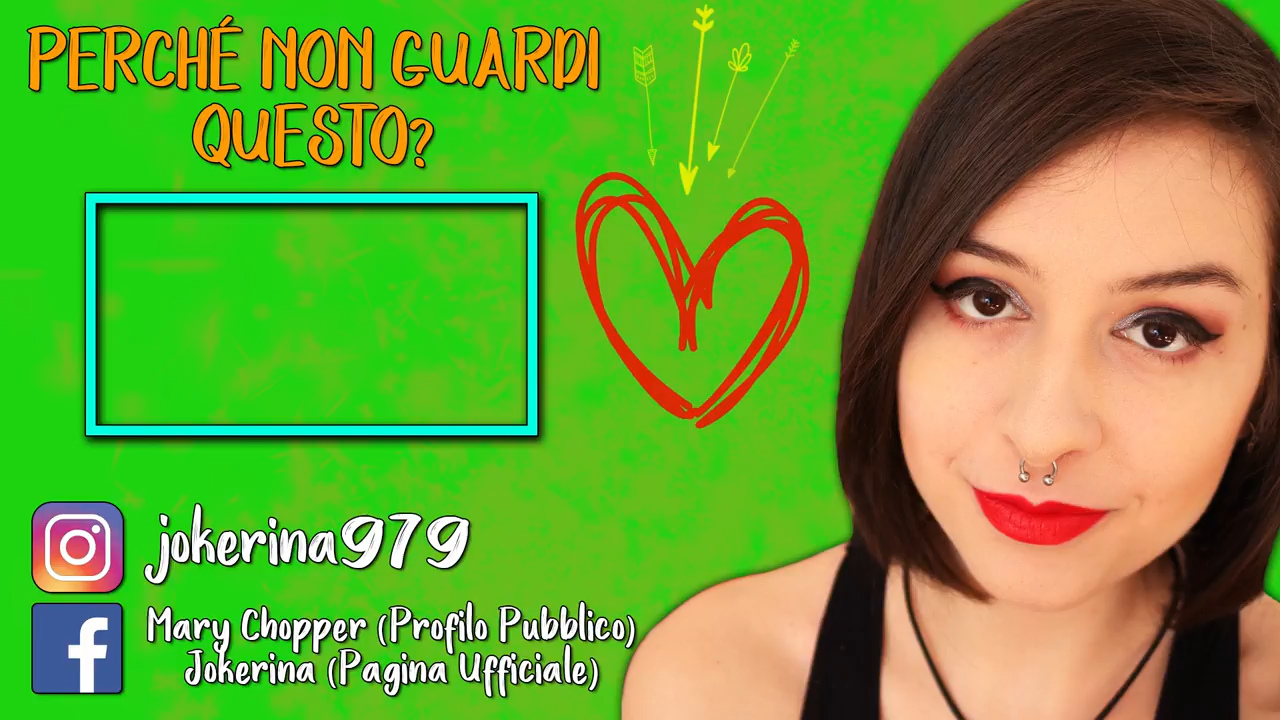 PERCHÉ NON GUARDI
QUESTO?
jokerina979
Mary Chopper (Profilo Pubblico)
Jokerina (Pagina Ufficiale)